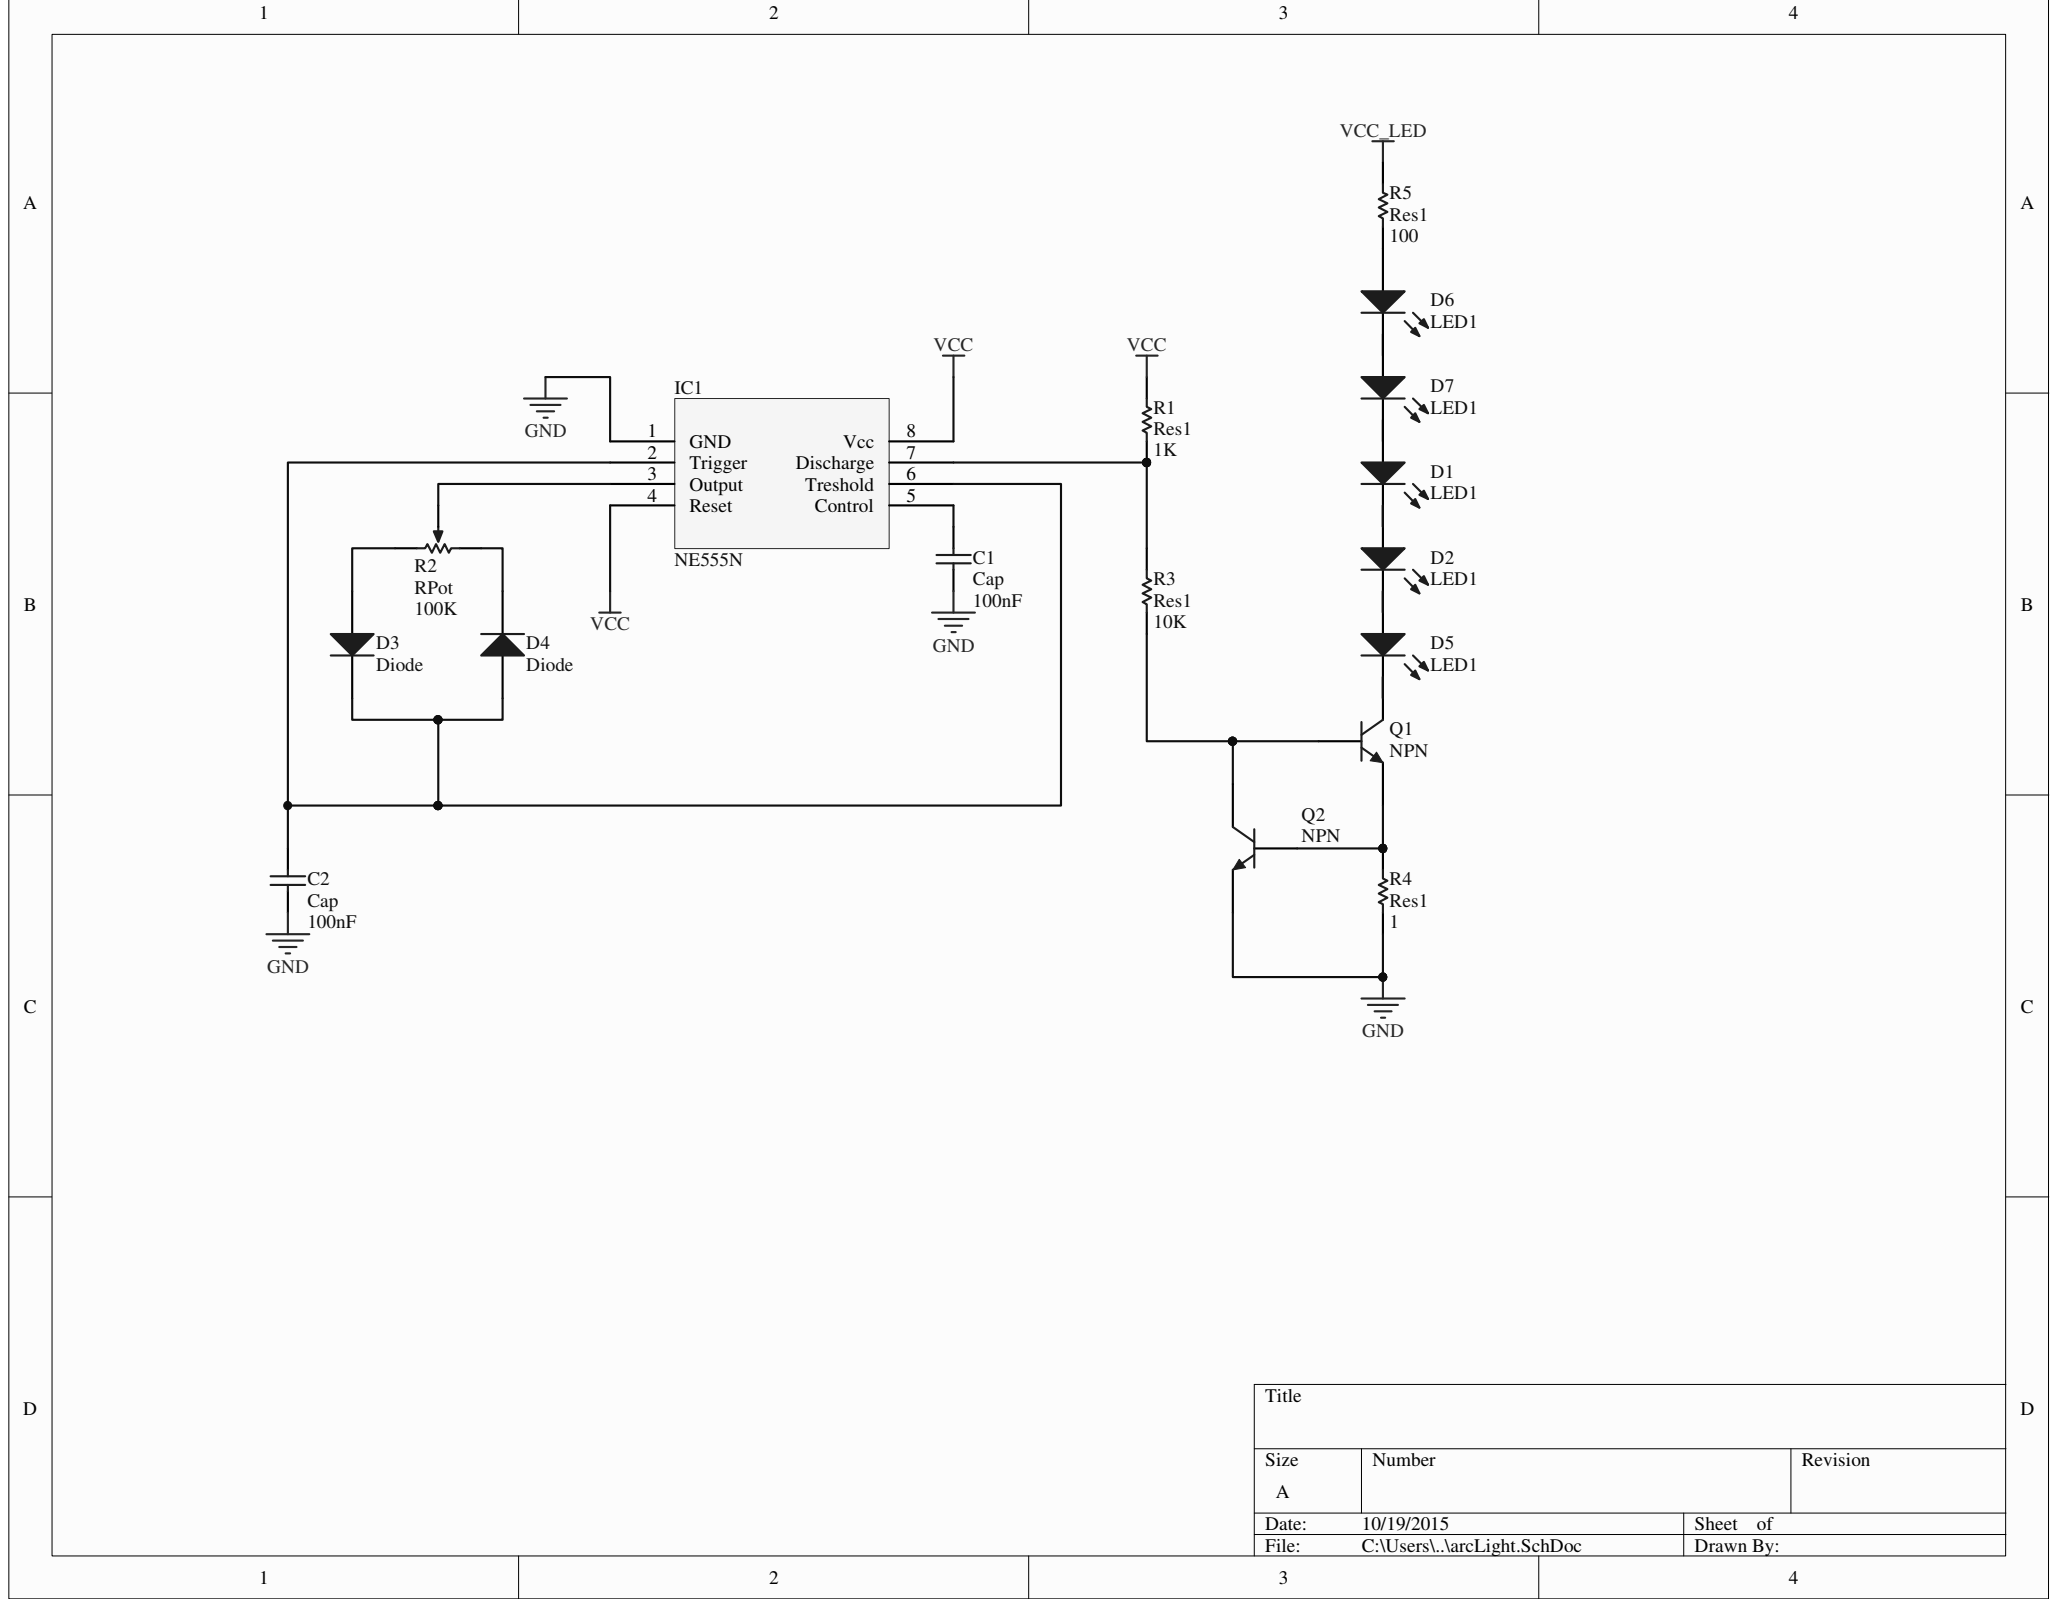 1 2 3 4
A A
VCC_LED
R5
Res1
100
D6
LED1
VCC VCC
D7
LED1
IC1
GND
R1
Res1
1K
1 GND Vcc 8
2 Trigger Discharge 7
3 Output Treshold 6
4 Reset Control 5
NE555N
D1
LED1
R2
RPot
100K
C1
Cap
100nF
D2
LED1
R3
Res1
10K
B B
VCC
GND
D3
Diode
D4
Diode
D5
LED1
Q1
NPN
Q2
NPN
C2
Cap
100nF
GND
R4
Res1
1
C C
GND
D D
Title
Size Number Revision
A
Date: 10/19/2015 Sheet of
File: C:\Users\..\arcLight.SchDoc Drawn By:
1 2 3 4